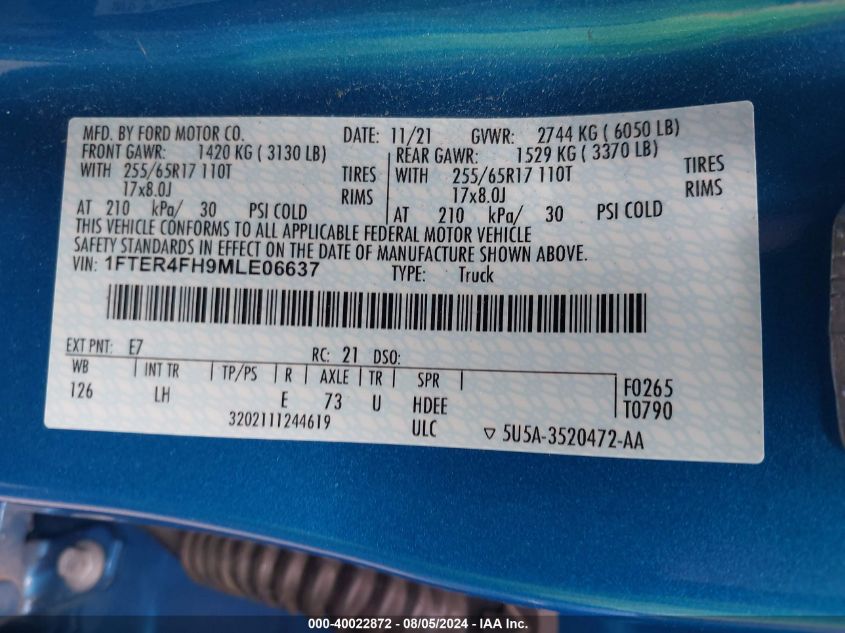 MFD. BY FORD MOTOR CO. DATE: 11/21 GVWR: 2744 KG ( 6050 LB)
FRONT GAWR: 1420 KG ( 3130 LB) REAR GAWR: 1529 KG ( 3370 LB)
WITH 255/65R17 110T TIRES WITH 255/65R17 110T TIRES
17x8.0J RIMS 17x8.0J RIMS
AT 210 kPa/ 30 PSI COLD AT 210 kPa/ 30 PSI COLD
THIS VEHICLE CONFORMS TO ALL APPLICABLE FEDERAL MOTOR VEHICLE
SAFETY STANDARDS IN EFFECT ON THE DATE OF MANUFACTURE SHOWN ABOVE.
VIN: 1FTER4FH9MLE06637 TYPE: Truck
EXT PNT: E7 RC: 21 DSO:
WB INT TR TP/PS R AXLE TR SPR F0265
126 LH E 73 U HDEE T0790
3202111244619 ULC ▽ 5U5A-3520472-AA
000-40022872 - 08/05/2024 - IAA Inc.